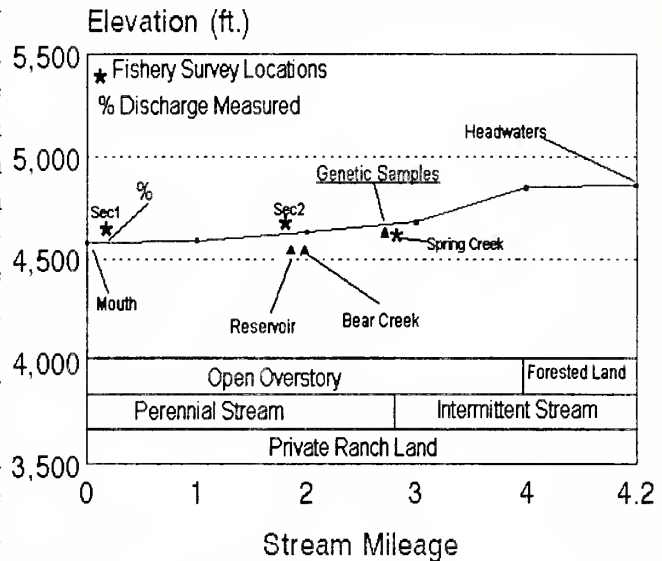 Elevation (ft.)
5,500
★ Fishery Survey Locations
% Discharge Measured
Headwaters
5,000
Genetic Samples
%
Sec1
Sec2
Spring Creek
4,500
Mouth
Reservoir
Bear Creek
4,000
Open Overstory
Forested Land
Perennial Stream
Intermittent Stream
Private Ranch Land
3,500
0 1 2 3 4 4.2
Stream Mileage